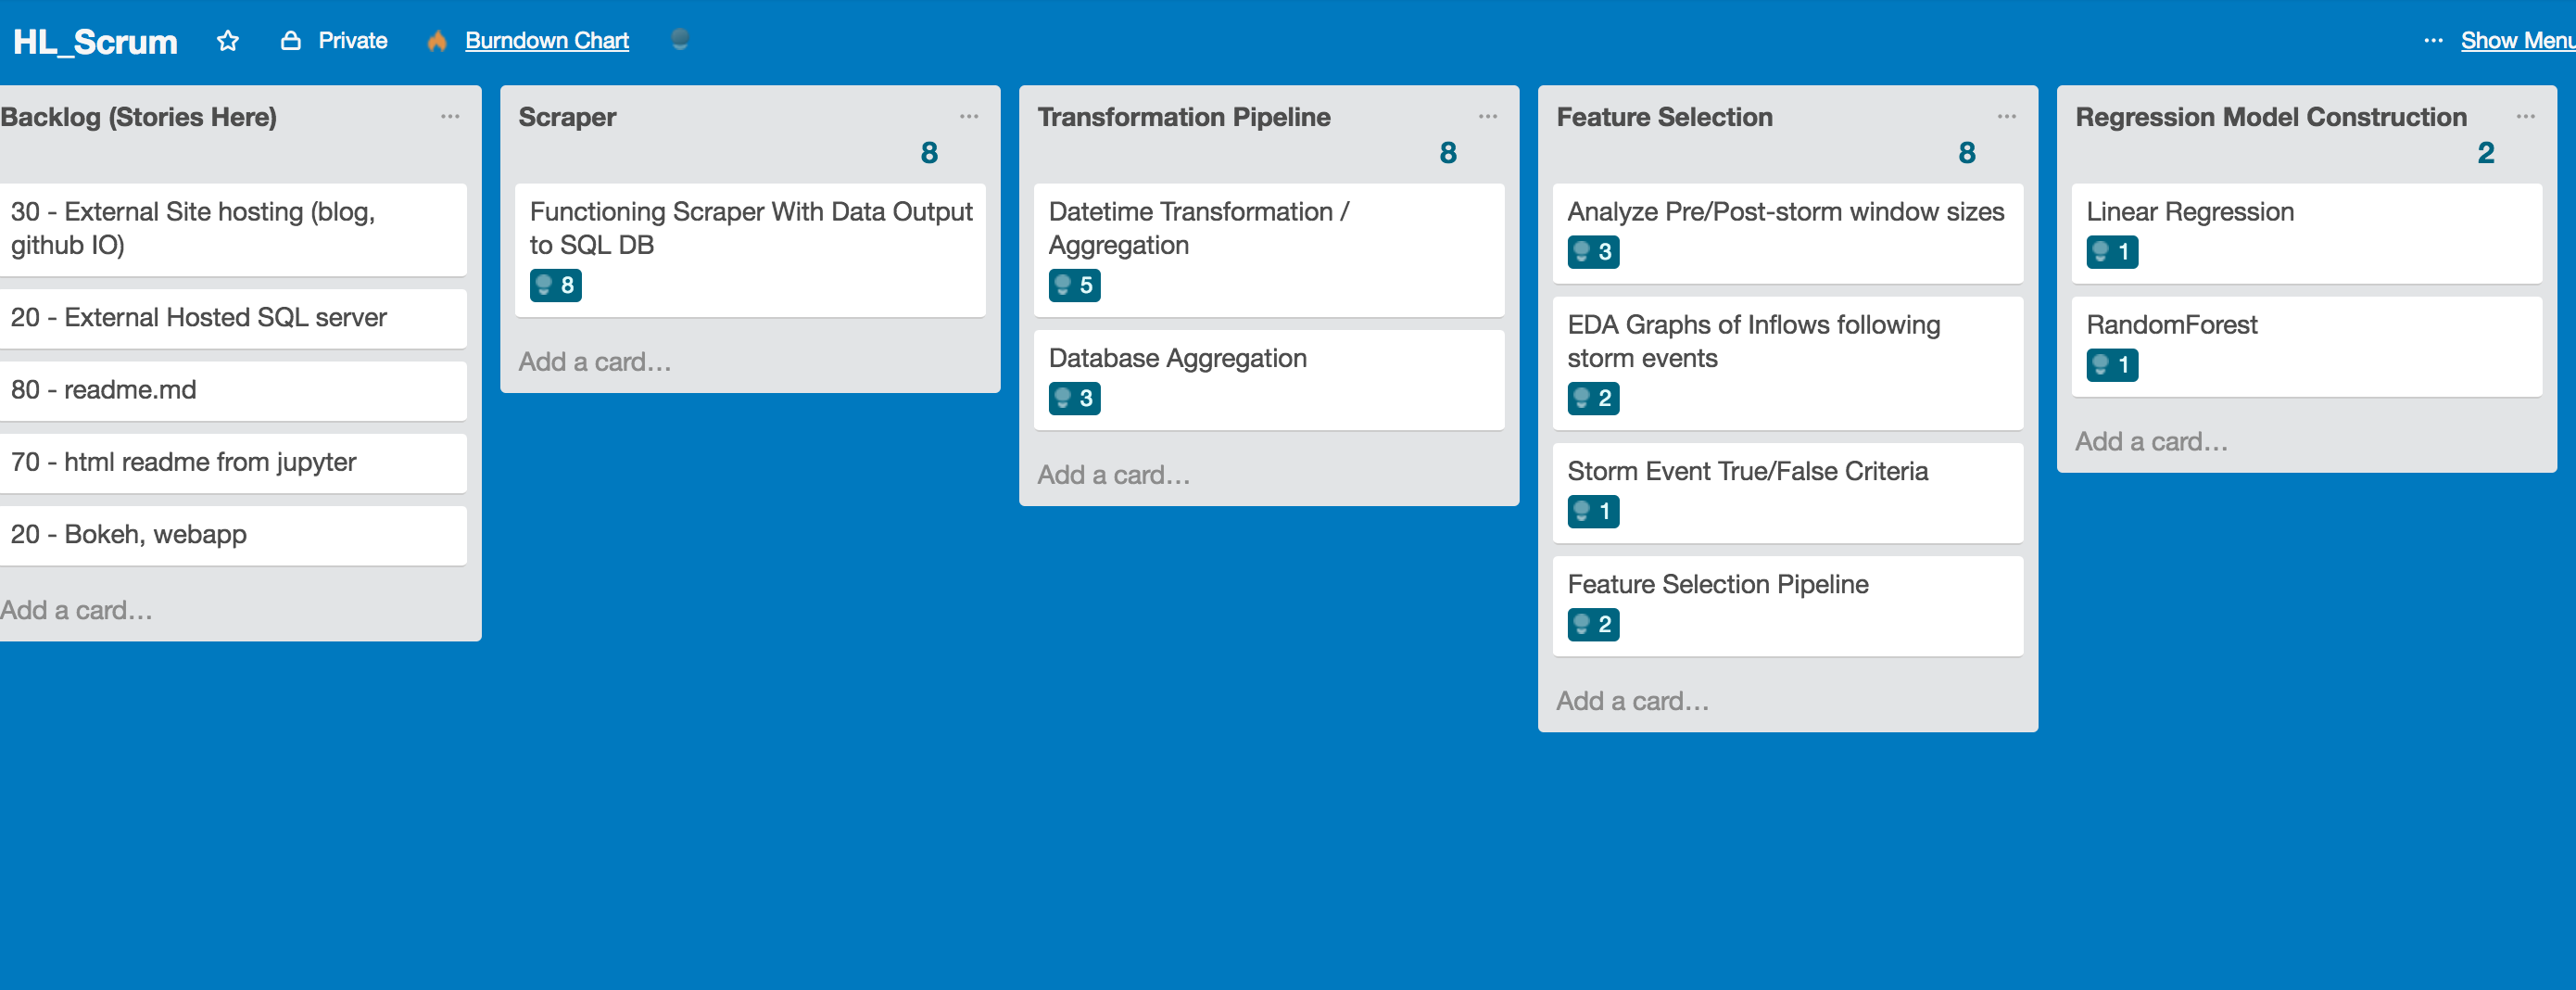 HL_Scrum Private Burndown Chart ... Show Menu
Backlog (Stories Here) ...
30 - External Site hosting (blog,
github IO)
20 - External Hosted SQL server
80 - readme.md
70 - html readme from jupyter
20 - Bokeh, webapp
Add a card...
Scraper ...
8
Functioning Scraper With Data Output
to SQL DB
8
Add a card...
Transformation Pipeline ...
8
Datetime Transformation /
Aggregation
5
Database Aggregation
3
Add a card...
Feature Selection ...
8
Analyze Pre/Post-storm window sizes
3
EDA Graphs of Inflows following
storm events
2
Storm Event True/False Criteria
1
Feature Selection Pipeline
2
Add a card...
Regression Model Construction ...
2
Linear Regression
1
RandomForest
1
Add a card...